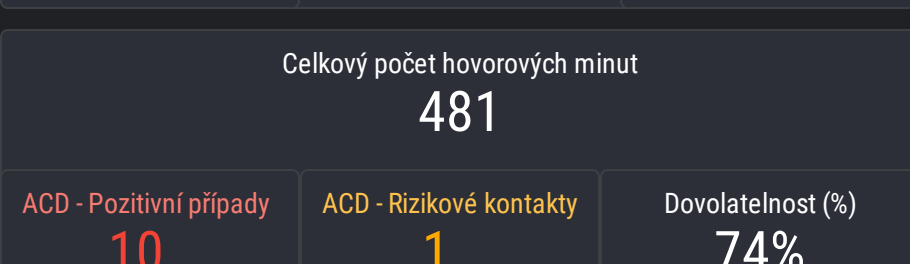 Celkový počet hovorových minut
481
ACD - Pozitivní případy
ACD - Rizikové kontakty
Dovolatelnost (%)
10
1
74%